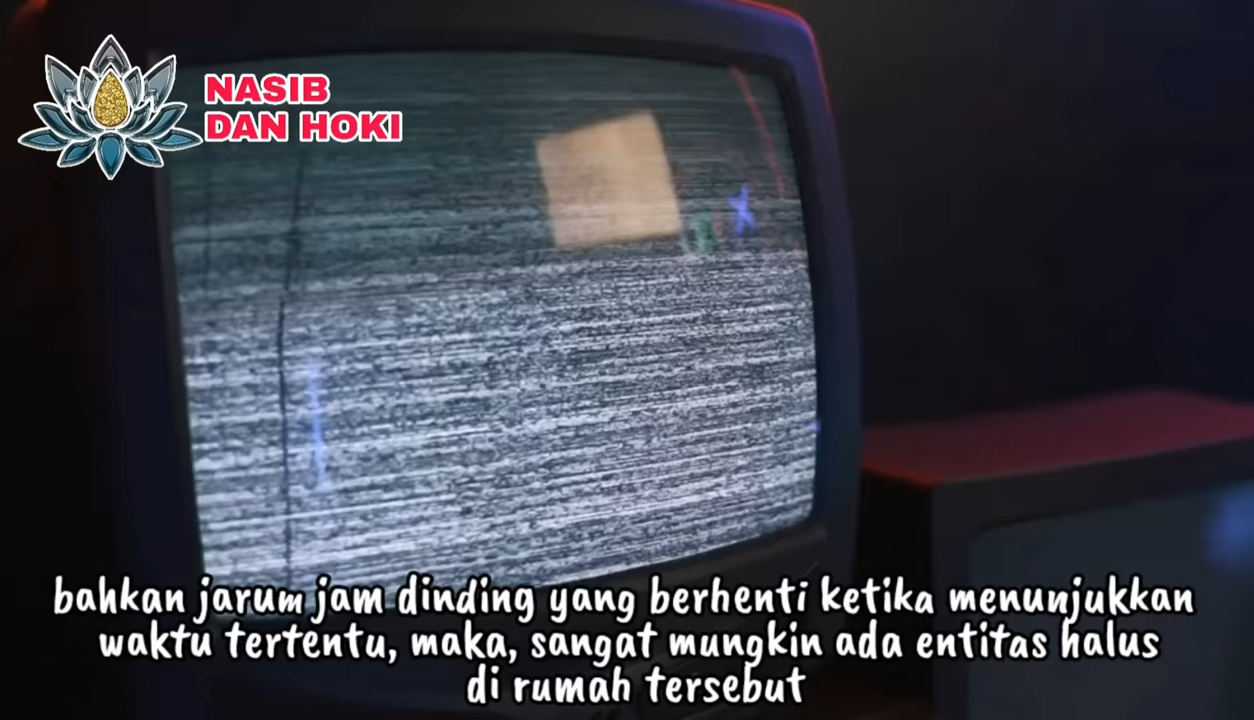 NASIB
DAN HOKI
bahkan jarum jam dinding yang berhenti ketika menunjukkan
waktu tertentu, maka, sangat mungkin ada entitas halus
di rumah tersebut